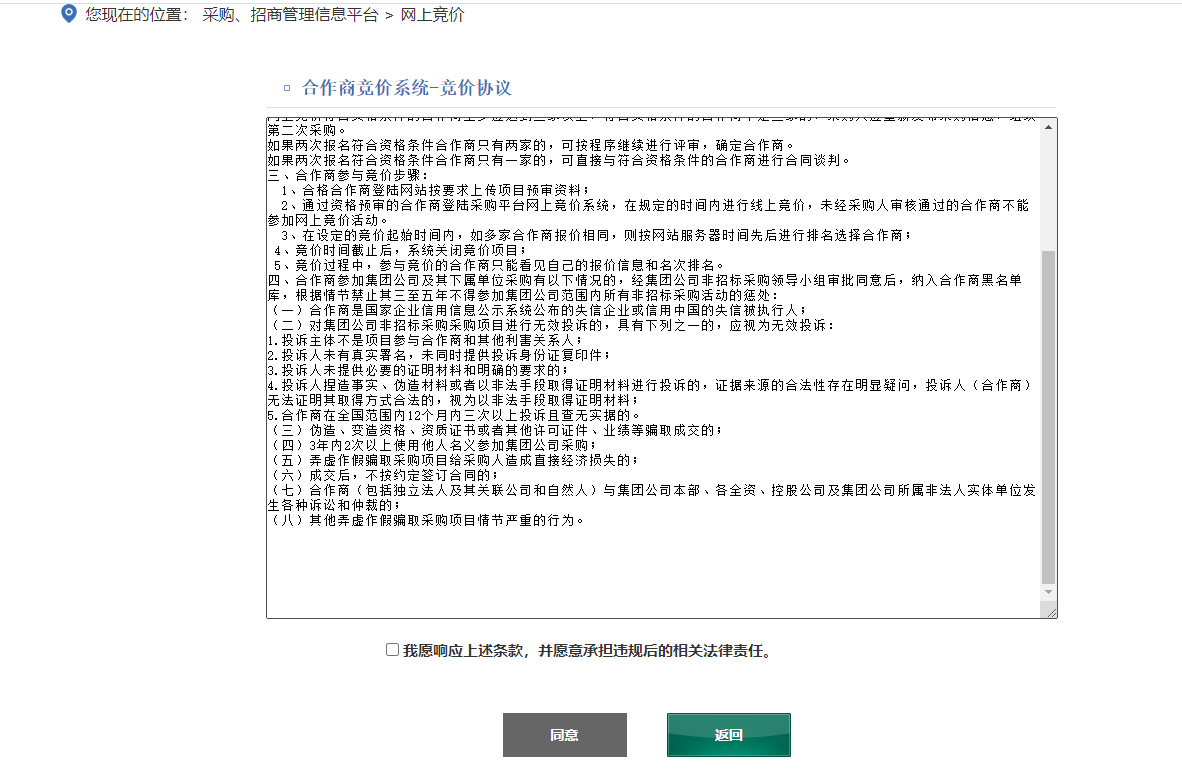 您现在的位置： 采购、招商管理信息平台 > 网上竞价
合作商竞价系统-竞价协议
第二次采购。
如果两次报名符合资格条件合作商只有两家的，可按程序继续进行评审，确定合作商。
如果两次报名符合资格条件合作商只有一家的，可直接与符合资格条件的合作商进行合同谈判。
三、合作商参与竞价步骤：
1、合格合作商登陆网站按要求上传项目预审资料；
2、通过资格预审的合作商登陆采购平台网上竞价系统，在规定的时间内进行线上竞价，未经采购人审核通过的合作商不能
参加网上竞价活动。
3、在设定的竞价起始时间内，如多家合作商报价相同，则按网站服务器时间先后进行排名选择合作商；
4、竞价时间截止后，系统关闭竞价项目；
5、竞价过程中，参与竞价的合作商只能看见自己的报价信息和名次排名。
四、合作商参加集团公司及其下属单位采购有以下情况的，经集团公司非招标采购领导小组审批同意后，纳入合作商黑名单
库，根据情节禁止其三至五年不得参加集团公司范围内所有非招标采购活动的惩处：
（一）合作商是国家企业信用信息公示系统公布的失信企业或信用中国的失信被执行人；
（二）对集团公司非招标采购采购项目进行无效投诉的，具有下列之一的，应视为无效投诉：
1.投诉主体不是项目参与合作商和其他利害关系人；
2.投诉人未有真实署名，未同时提供投诉身份证复印件；
3.投诉人未提供必要的证明材料和明确的要求的；
4.投诉人捏造事实、伪造材料或者以非法手段取得证明材料进行投诉的，证据来源的合法性存在明显疑问，投诉人（合作商）
无法证明其取得方式合法的，视为以非法手段取得证明材料；
5.合作商在全国范围内12个月内三次以上投诉且查无实据的。
（三）伪造、变造资格、资质证书或者其他许可证件、业绩等骗取成交的；
（四）3年内2次以上使用他人名义参加集团公司采购；
（五）弄虚作假骗取采购项目给采购人造成直接经济损失的；
（六）成交后，不按约定签订合同的；
（七）合作商（包括独立法人及其关联公司和自然人）与集团公司本部、各全资、控股公司及集团公司所属非法人实体单位发
生各种诉讼和仲裁的；
（八）其他弄虚作假骗取采购项目情节严重的行为。
我愿响应上述条款，并愿意承担违规后的相关法律责任。
同意
返回